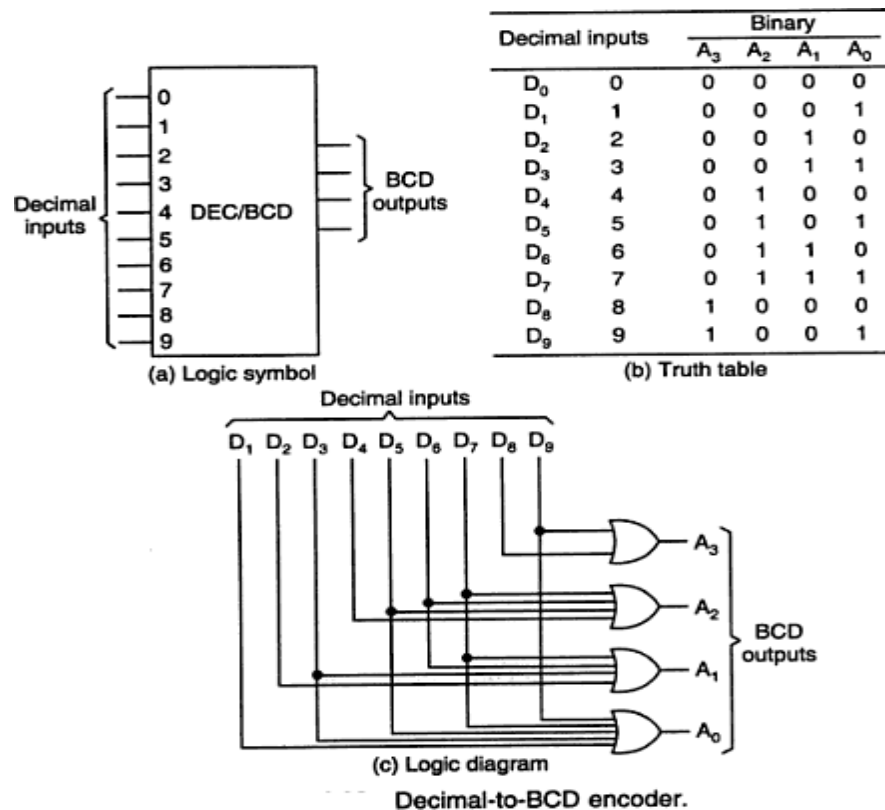 0
1
2
3
4
5
6
7
8
9
Decimal
inputs
DEC/BCD
BCD
outputs
(a) Logic symbol
Decimal inputs Binary
A3 A2 A1 A0
D0 0 0 0 0 0
D1 1 0 0 0 1
D2 2 0 0 1 0
D3 3 0 0 1 1
D4 4 0 1 0 0
D5 5 0 1 0 1
D6 6 0 1 1 0
D7 7 0 1 1 1
D8 8 1 0 0 0
D9 9 1 0 0 1
(b) Truth table
Decimal inputs
D1 D2 D3 D4 D5 D6 D7 D8 D9
A3
A2
A1
A0
BCD
outputs
(c) Logic diagram
Decimal-to-BCD encoder.